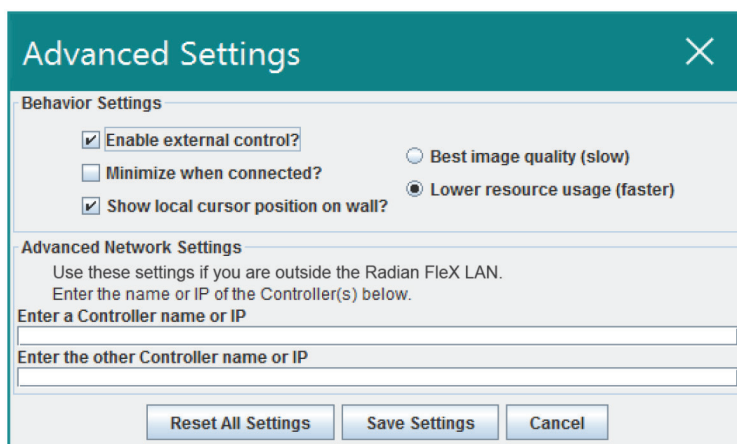 Advanced Settings
Behavior Settings
Enable external control?
Minimize when connected?
Show local cursor position on wall?
Best image quality (slow)
Lower resource usage (faster)
Advanced Network Settings
Use these settings if you are outside the Radian FleX LAN.
Enter the name or IP of the Controller(s) below.
Enter a Controller name or IP
Enter the other Controller name or IP
Reset All Settings
Save Settings
Cancel